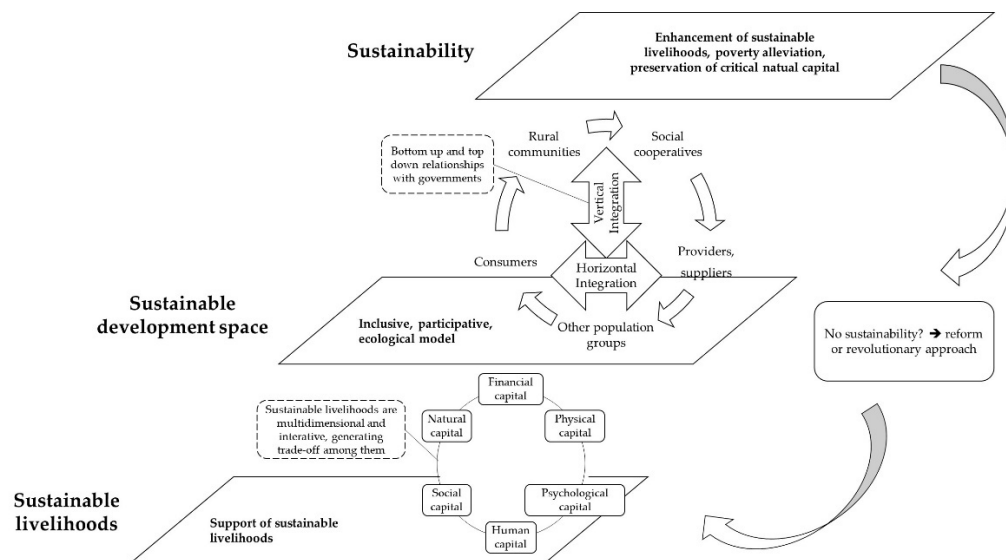 Sustainability
Enhancement of sustainable
livelihoods, poverty alleviation,
preservation of critical natual capital
Rural
communities
Social
cooperatives
Bottom up and top
down relationships
with governments
Vertical
Integration
Consumers
Horizontal
Integration
Providers,
suppliers
Sustainable
development space
Inclusive, participative,
ecological model
Other population
groups
No sustainability? ➔ reform
or revolutionary approach
Financial
capital
Sustainable livelihoods are
multidimensional and
interative, generating
trade-off among them
Natural
capital
Physical
capital
Social
capital
Psychological
capital
Human
capital
Sustainable
livelihoods
Support of sustainable
livelihoods